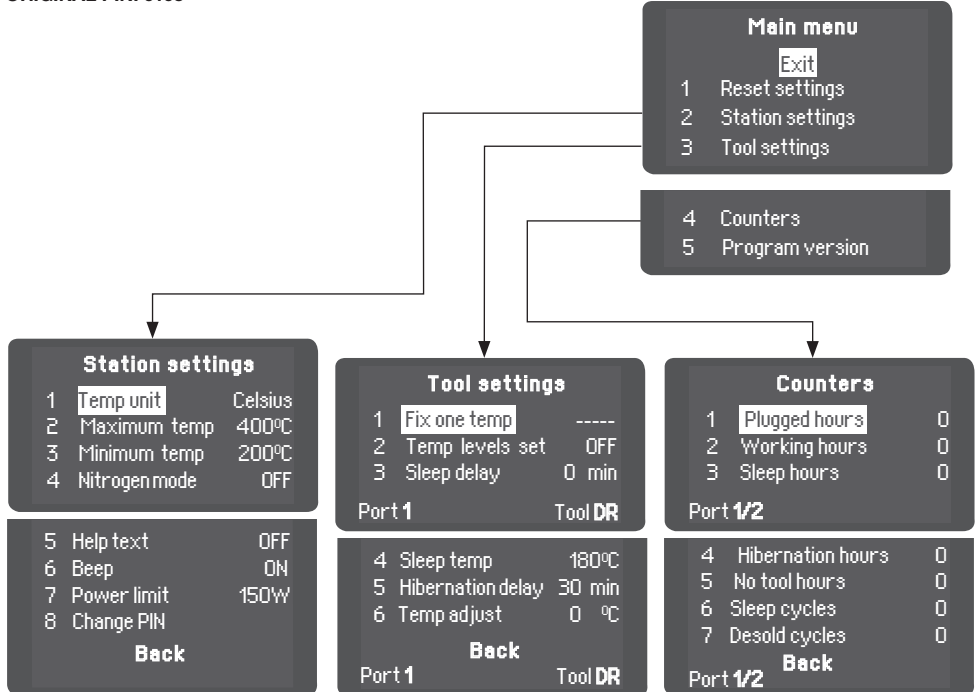 Main menu
Exit
1 Reset settings
2 Station settings
3 Tool settings
4 Counters
5 Program version
Station settings
1 Temp unit Celsius
2 Maximum temp 400ºC
3 Minimum temp 200ºC
4 Nitrogen mode OFF
5 Help text OFF
6 Beep ON
7 Power limit 150W
8 Change PIN
Back
Tool settings
1 Fix one temp -----
2 Temp levels set OFF
3 Sleep delay 0 min
Port 1 Tool DR
4 Sleep temp 180ºC
5 Hibernation delay 30 min
6 Temp adjust 0 ºC
Back
Port 1 Tool DR
Counters
1 Plugged hours 0
2 Working hours 0
3 Sleep hours 0
Port 1/2
4 Hibernation hours 0
5 No tool hours 0
6 Sleep cycles 0
7 Desold cycles 0
Back
Port 1/2